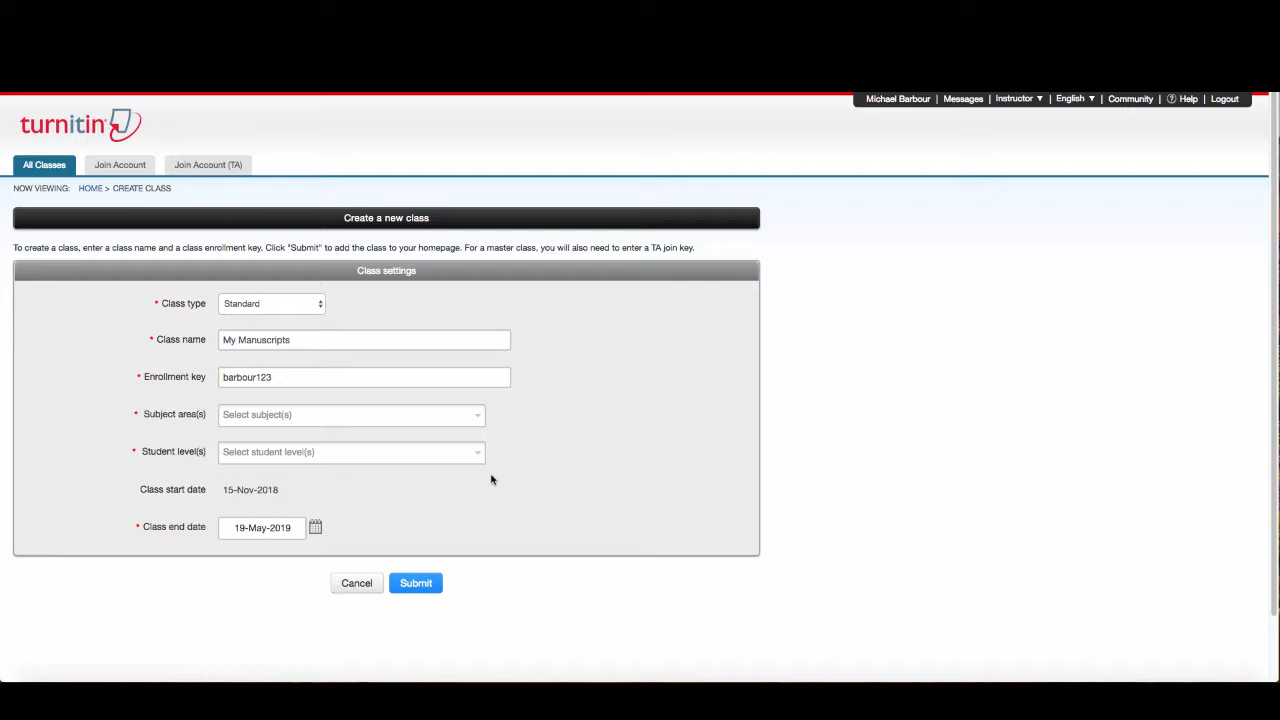 Michael Barbour Messages Instructor English Community Help Logout
turnitin
All Classes Join Account Join Account (TA)
NOW VIEWING: HOME > CREATE CLASS
Create a new class
To create a class, enter a class name and a class enrollment key. Click "Submit" to add the class to your homepage. For a master class, you will also need to enter a TA join key.
Class settings
* Class type Standard
* Class name My Manuscripts
* Enrollment key barbour123
* Subject area(s) Select subject(s)
* Student level(s) Select student level(s)
Class start date 15-Nov-2018
* Class end date 19-May-2019
Cancel Submit